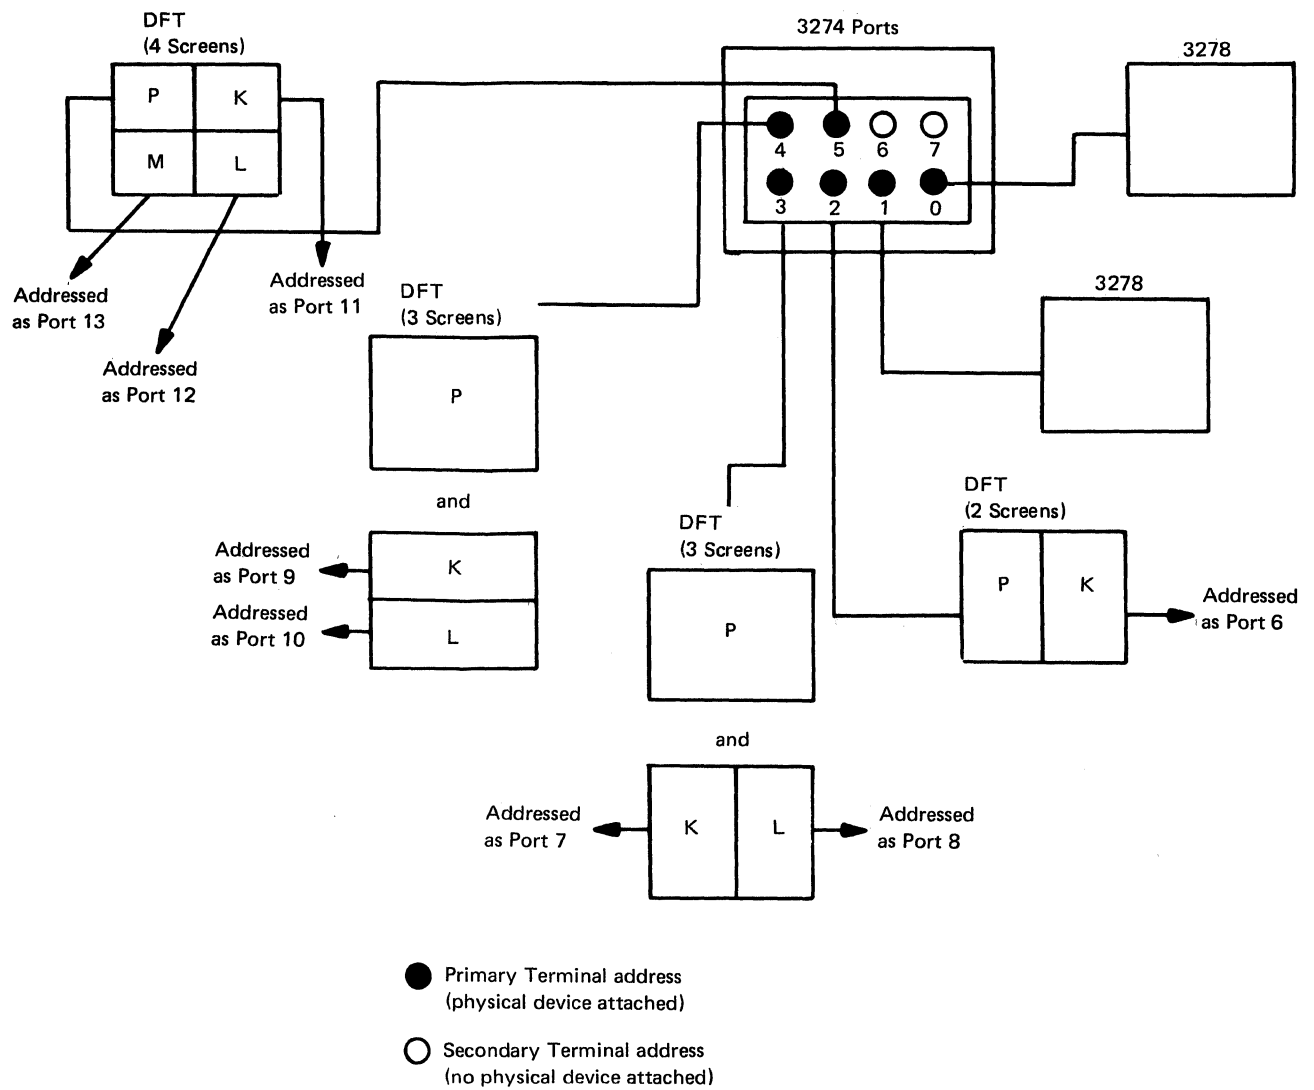 DFT
(4 Screens)
P
K
M
L
3274 Ports
4
5
6
7
3
2
1
0
3278
Addressed
as Port 13
Addressed
as Port 12
Addressed
as Port 11
DFT
(3 Screens)
P
and
K
L
Addressed
as Port 9
Addressed
as Port 10
3278
DFT
(3 Screens)
P
and
K
L
Addressed
as Port 7
Addressed
as Port 8
DFT
(2 Screens)
P
K
Addressed
as Port 6
Primary Terminal address
(physical device attached)
Secondary Terminal address
(no physical device attached)